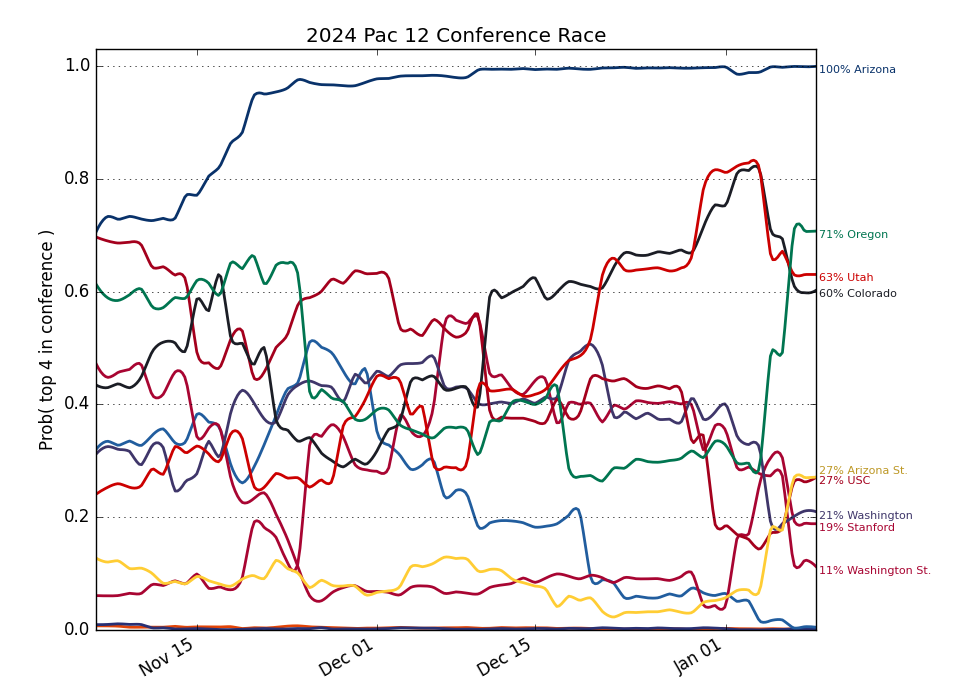 2024 Pac 12 Conference Race
Prob( top 4 in conference )
1.0
0.8
0.6
0.4
0.2
0.0
Nov 15
Dec 01
Dec 15
Jan 01
100% Arizona
71% Oregon
63% Utah
60% Colorado
27% Arizona St.
27% USC
21% Washington
19% Stanford
11% Washington St.